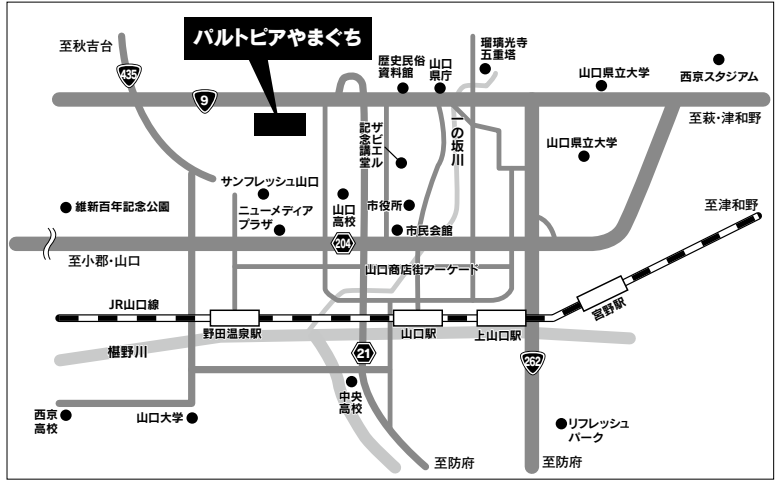 至秋吉台
パルトピアやまぐち
歴史民俗
資料館
山口
県庁
瑠璃光寺
五重塔
山口県立大学
西京スタジアム
435
9
至萩・津和野
ザビエル
記念講堂
一の坂川
山口県立大学
サンフレッシュ山口
維新百年記念公園
ニューメディア
プラザ
山口
高校
市役所
市民会館
至津和野
204
至小郡・山口
山口商店街アーケード
JR山口線
野田温泉駅
山口駅
上山口駅
宮野駅
椹野川
21
262
中央
高校
西京
高校
山口大学
リフレッシュ
パーク
至防府
至防府